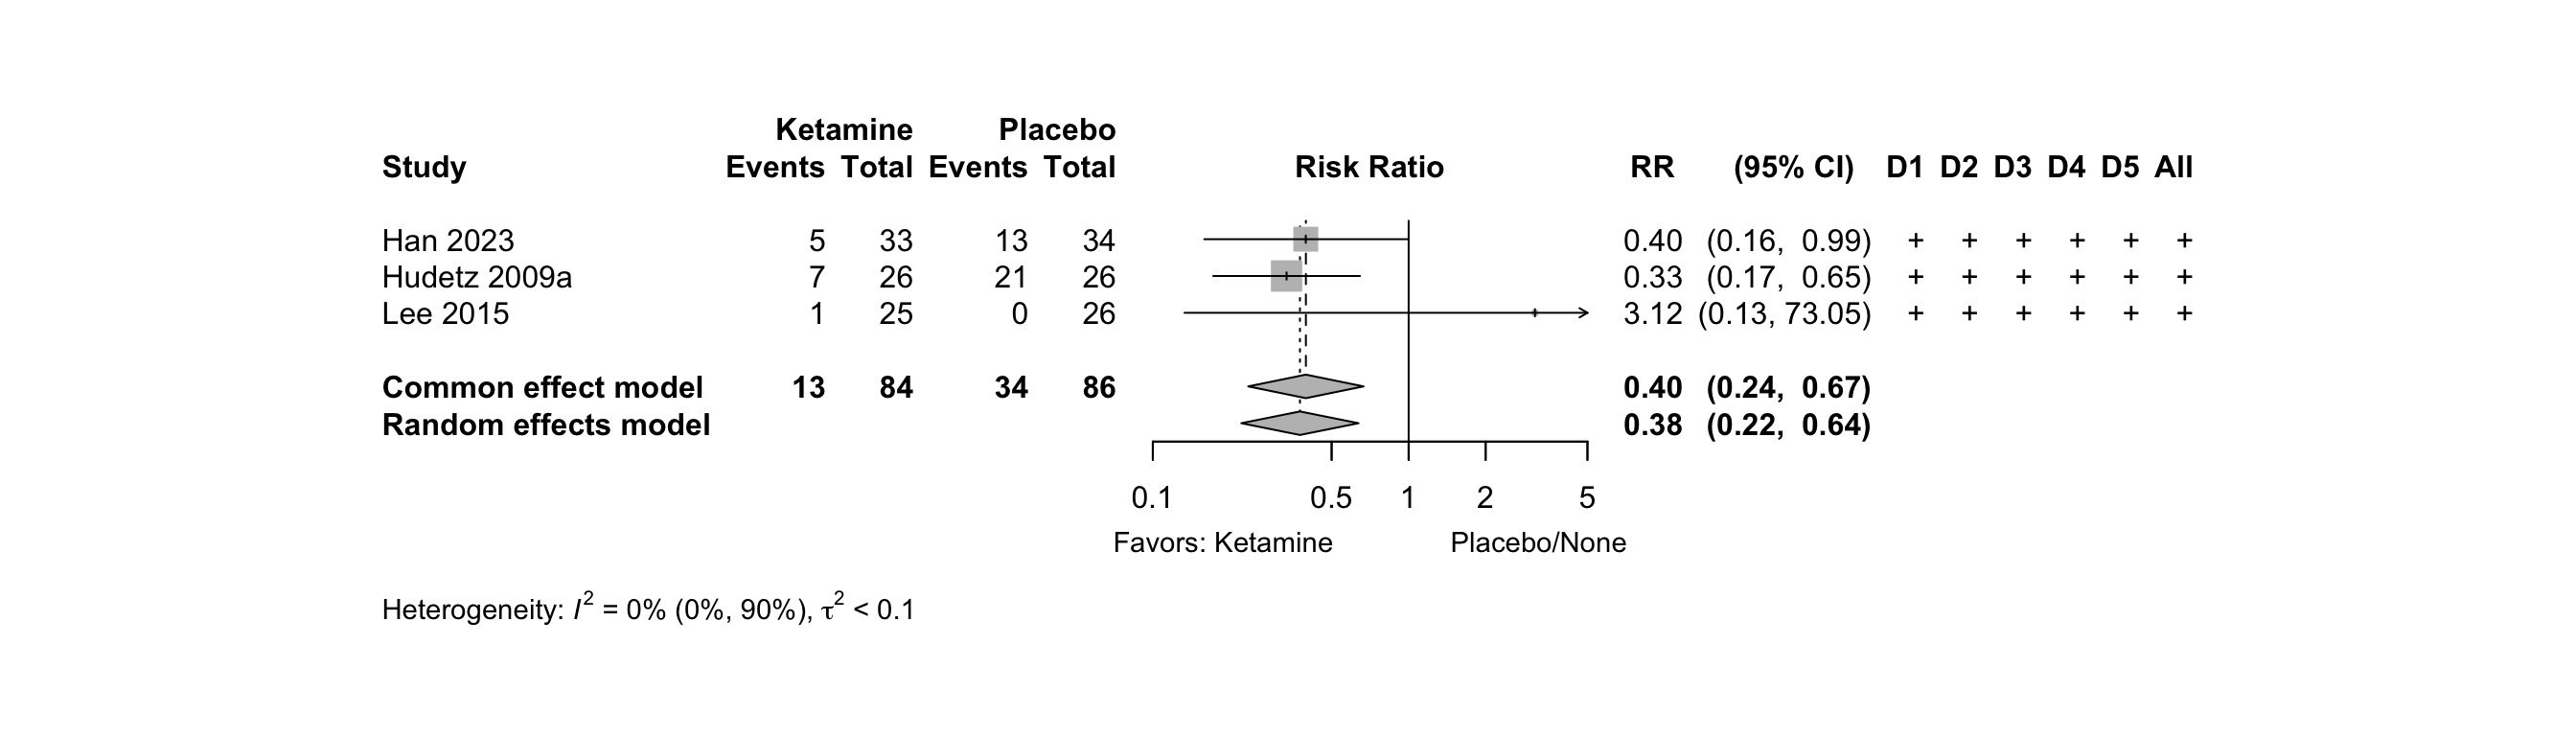 Ketamine Placebo
Study Events Total Events Total Risk Ratio RR (95% CI) D1 D2 D3 D4 D5 All
Han 2023 5 33 13 34 0.40 (0.16, 0.99) + + + + + +
Hudetz 2009a 7 26 21 26 0.33 (0.17, 0.65) + + + + + +
Lee 2015 1 25 0 26 3.12 (0.13, 73.05) + + + + + +
Common effect model 13 84 34 86 0.40 (0.24, 0.67)
Random effects model 0.38 (0.22, 0.64)
0.1 0.5 1 2 5
Favors: Ketamine Placebo/None
Heterogeneity: I² = 0% (0%, 90%), τ² < 0.1